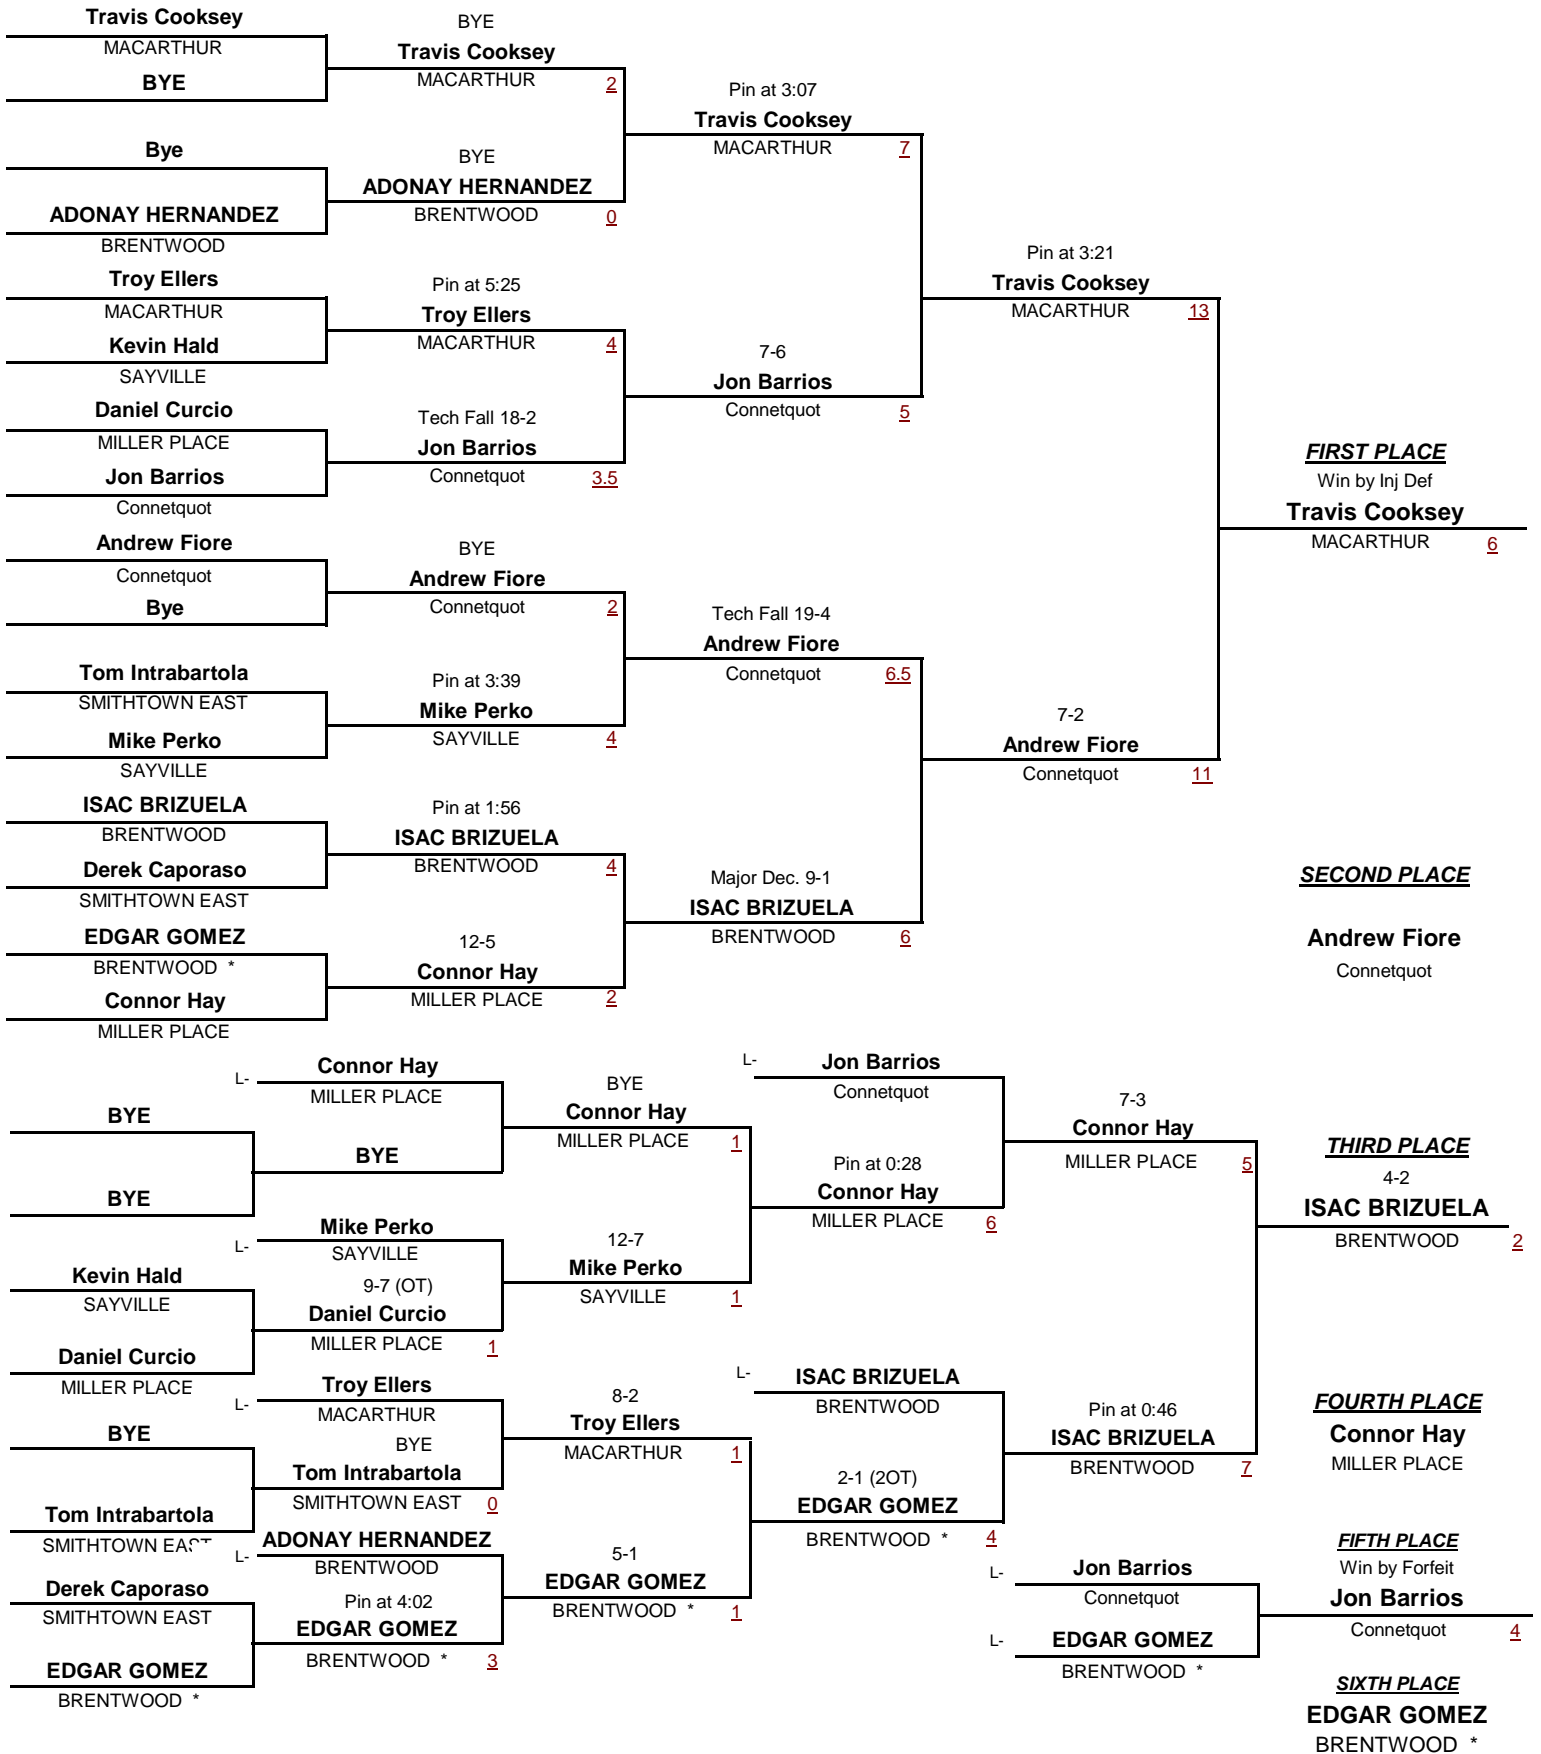 Travis Cooksey
MACARTHUR
BYE
Bye
ADONAY HERNANDEZ
BRENTWOOD
Troy Ellers
MACARTHUR
Kevin Hald
SAYVILLE
Daniel Curcio
MILLER PLACE
Jon Barrios
Connetquot
Andrew Fiore
Connetquot
Bye
Tom Intrabartola
SMITHTOWN EAST
Mike Perko
SAYVILLE
ISAC BRIZUELA
BRENTWOOD
Derek Caporaso
SMITHTOWN EAST
EDGAR GOMEZ
BRENTWOOD *
Connor Hay
MILLER PLACE
BYE
Travis Cooksey
MACARTHUR 2
BYE
ADONAY HERNANDEZ
BRENTWOOD 0
Pin at 5:25
Troy Ellers
MACARTHUR 4
Tech Fall 18-2
Jon Barrios
Connetquot 3.5
BYE
Andrew Fiore
Connetquot 2
Pin at 3:39
Mike Perko
SAYVILLE 4
Pin at 1:56
ISAC BRIZUELA
BRENTWOOD 4
12-5
Connor Hay
MILLER PLACE 2
Pin at 3:07
Travis Cooksey
MACARTHUR 7
7-6
Jon Barrios
Connetquot 5
Tech Fall 19-4
Andrew Fiore
Connetquot 6.5
Major Dec. 9-1
ISAC BRIZUELA
BRENTWOOD 6
Pin at 3:21
Travis Cooksey
MACARTHUR 13
7-2
Andrew Fiore
Connetquot 11
FIRST PLACE
Win by Inj Def
Travis Cooksey
MACARTHUR 6
SECOND PLACE
Andrew Fiore
Connetquot
BYE
BYE
Kevin Hald
SAYVILLE
Daniel Curcio
MILLER PLACE
BYE
Tom Intrabartola
SMITHTOWN EAST
Derek Caporaso
SMITHTOWN EAST
EDGAR GOMEZ
BRENTWOOD *
L- Connor Hay
MILLER PLACE
BYE
L- Mike Perko
SAYVILLE
9-7 (OT)
Daniel Curcio
MILLER PLACE 1
L- Troy Ellers
MACARTHUR
BYE
Tom Intrabartola
SMITHTOWN EAST 0
L- ADONAY HERNANDEZ
BRENTWOOD
Pin at 4:02
EDGAR GOMEZ
BRENTWOOD * 3
BYE
Connor Hay
MILLER PLACE 1
12-7
Mike Perko
SAYVILLE 1
8-2
Troy Ellers
MACARTHUR 1
5-1
EDGAR GOMEZ
BRENTWOOD * 1
L- Jon Barrios
Connetquot
Pin at 0:28
Connor Hay
MILLER PLACE 6
L- ISAC BRIZUELA
BRENTWOOD
2-1 (2OT)
EDGAR GOMEZ
BRENTWOOD * 4
7-3
Connor Hay
MILLER PLACE 5
Pin at 0:46
ISAC BRIZUELA
BRENTWOOD 7
L- Jon Barrios
Connetquot
L- EDGAR GOMEZ
BRENTWOOD *
THIRD PLACE
4-2
ISAC BRIZUELA
BRENTWOOD 2
FOURTH PLACE
Connor Hay
MILLER PLACE
FIFTH PLACE
Win by Forfeit
Jon Barrios
Connetquot 4
SIXTH PLACE
EDGAR GOMEZ
BRENTWOOD *